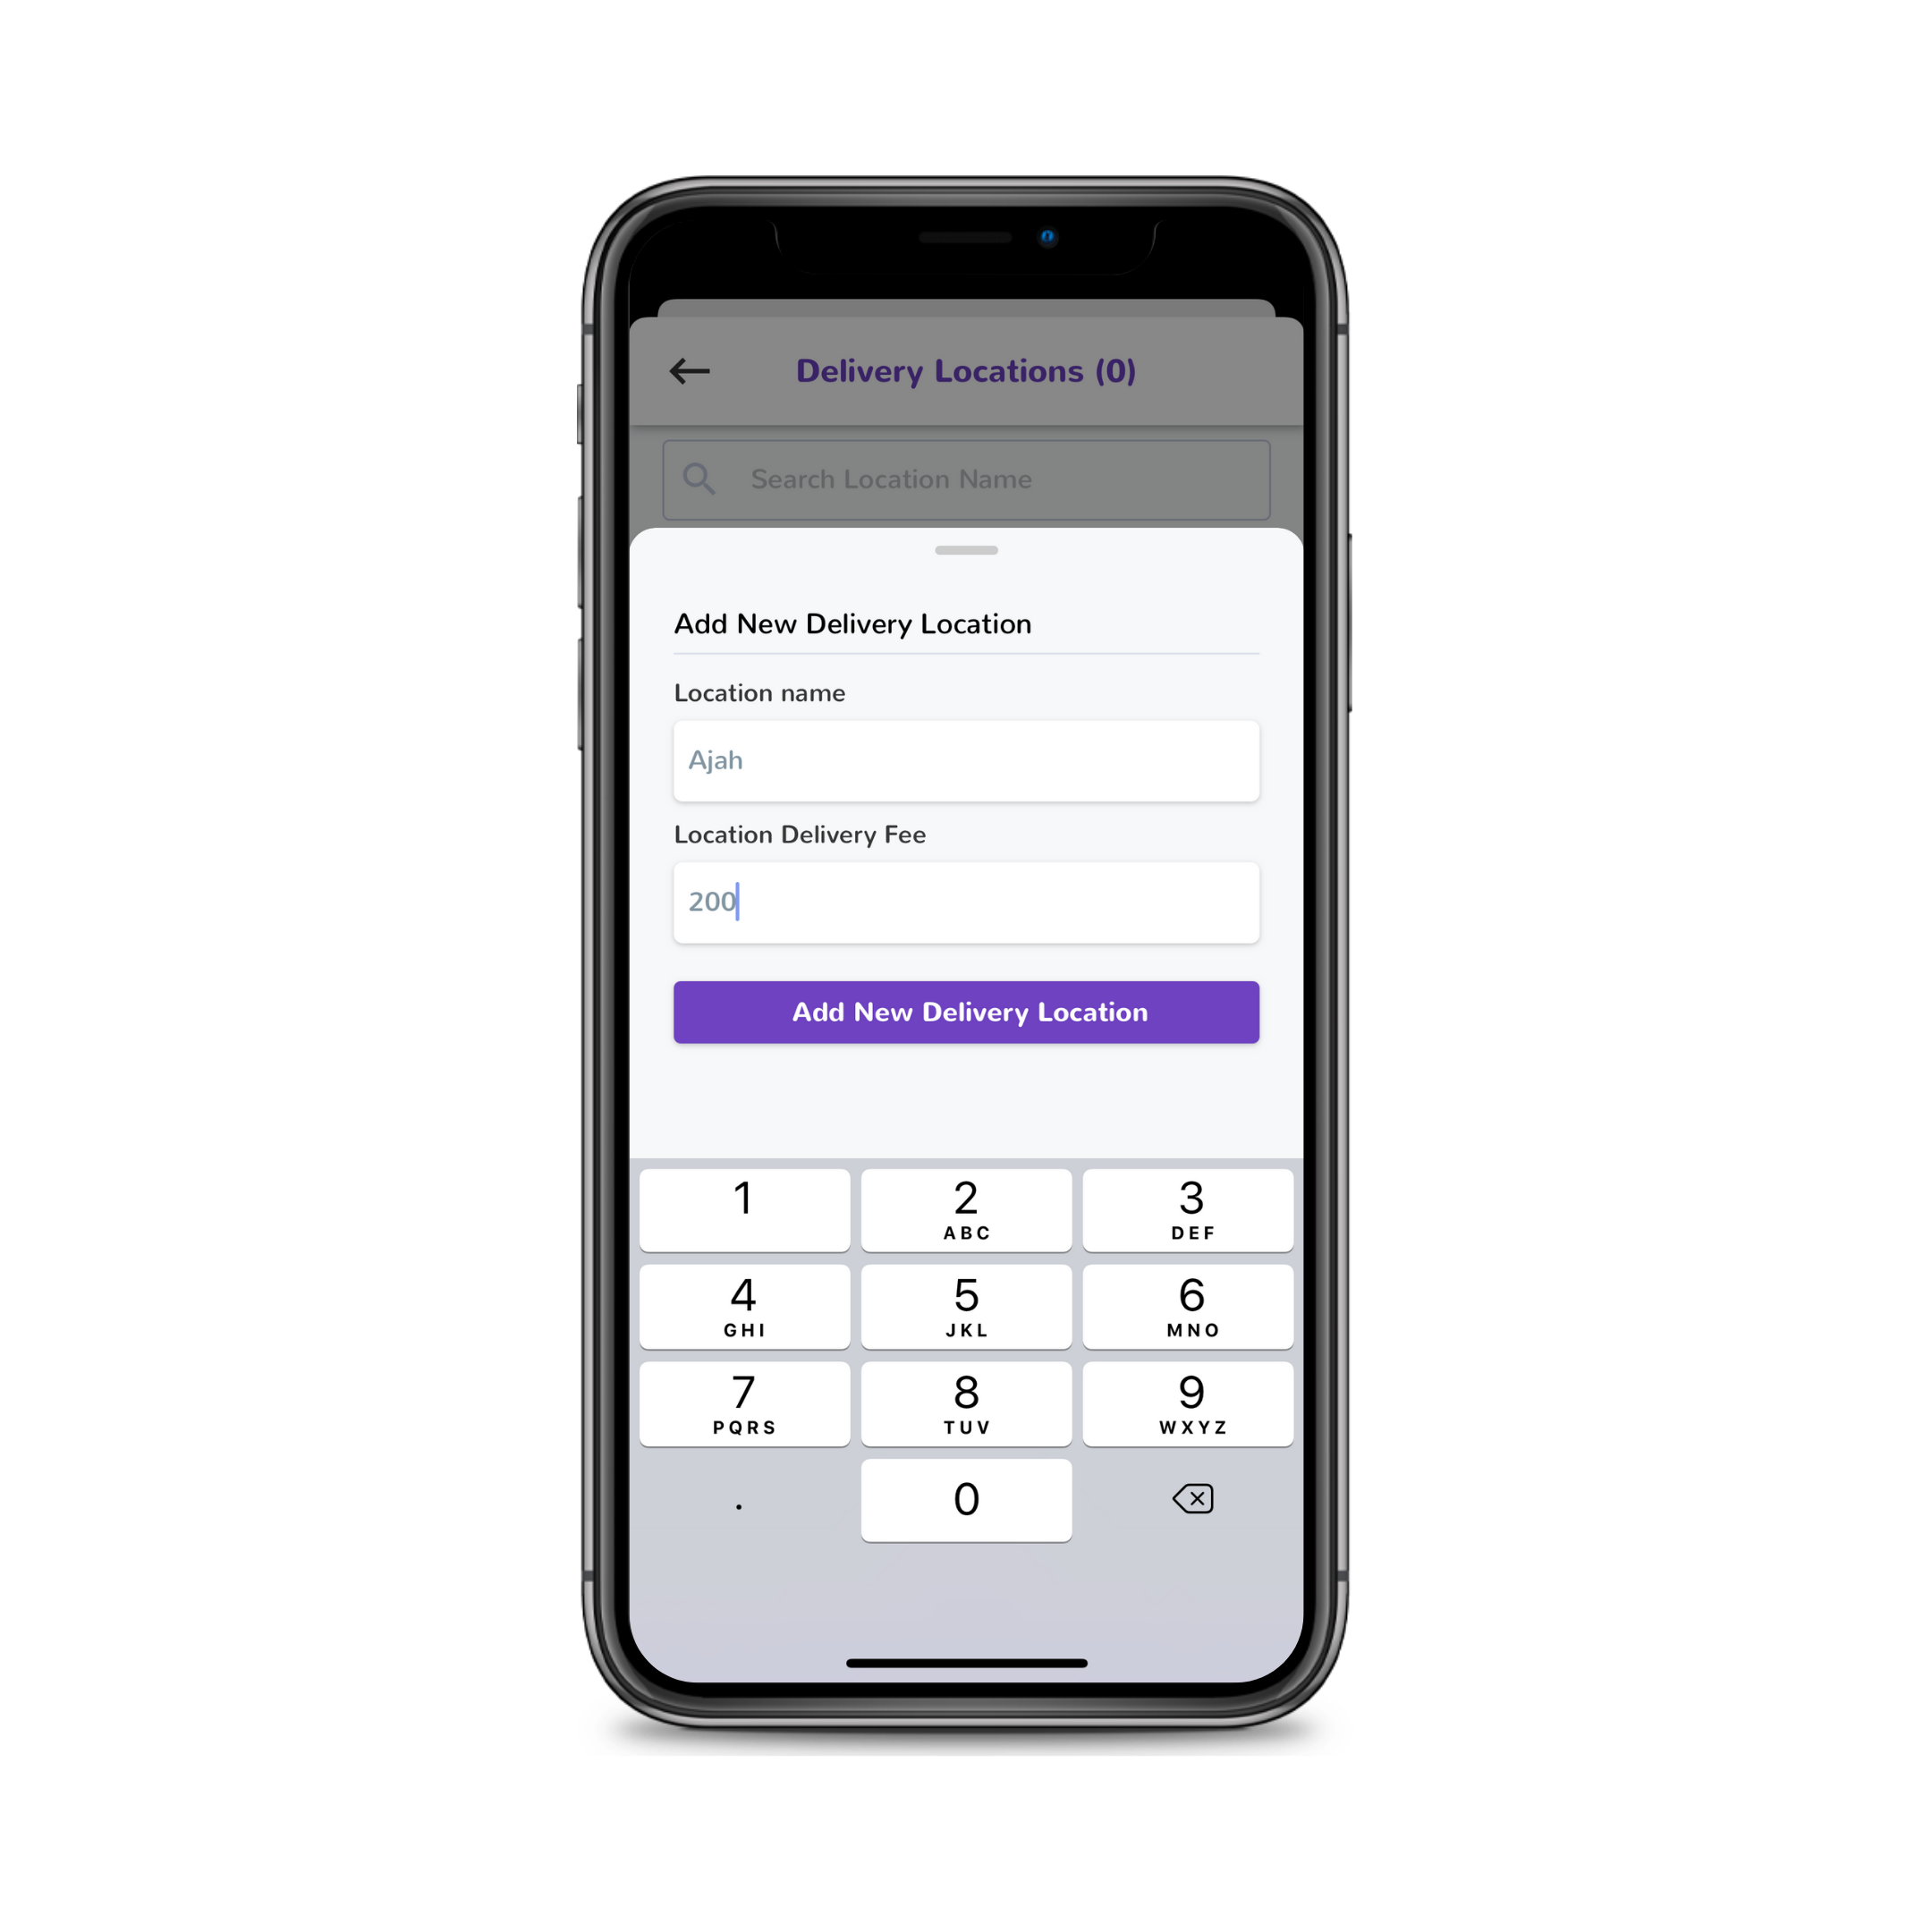 Delivery Locations (0)
Search Location Name
Add New Delivery Location
Location name
Ajah
Location Delivery Fee
200
Add New Delivery Location
1 2 3
ABC DEF
4 5 6
GHI JKL MNO
7 8 9
PQRS TUV WXYZ
. 0